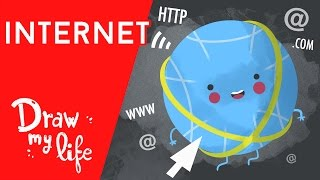 INTERNET
Draw
my
life
HTTP
WWW
@
.COM
@
@